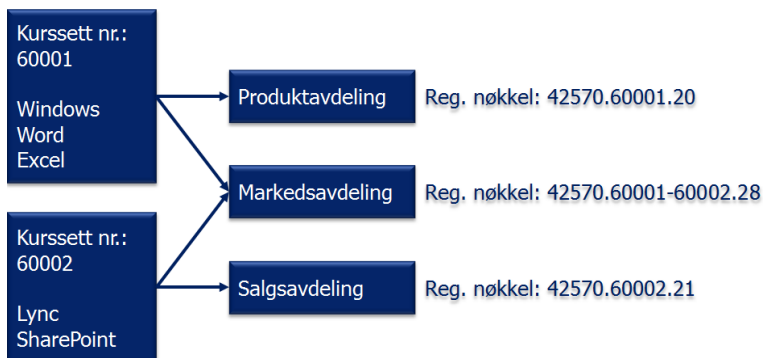 Kurssett nr.:
60001
Windows
Word
Excel
Produktavdeling
Reg. nøkkel: 42570.60001.20
Markedsavdeling
Reg. nøkkel: 42570.60001-60002.28
Kurssett nr.:
60002
Lync
SharePoint
Salgsavdeling
Reg. nøkkel: 42570.60002.21